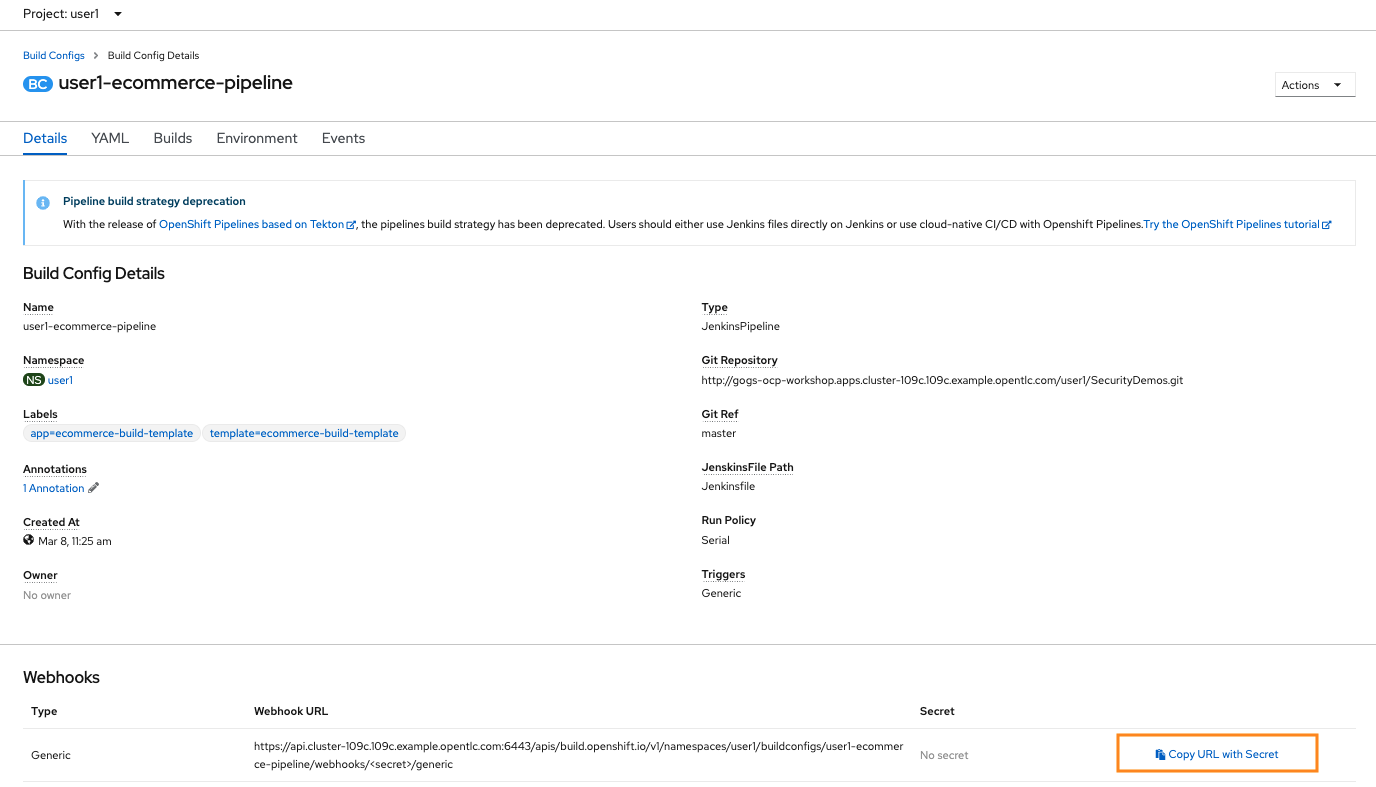 Project: user1
Build Configs > Build Config Details
BC user1-ecommerce-pipeline
Actions
Details YAML Builds Environment Events
Pipeline build strategy deprecation
With the release of OpenShift Pipelines based on Tekton, the pipelines build strategy has been deprecated. Users should either use Jenkins files directly on Jenkins or use cloud-native CI/CD with Openshift Pipelines.Try the OpenShift Pipelines tutorial
Build Config Details
Name
user1-ecommerce-pipeline
Namespace
NS user1
Labels
app=ecommerce-build-template template=ecommerce-build-template
Annotations
1 Annotation
Created At
Mar 8, 11:25 am
Owner
No owner
Type
JenkinsPipeline
Git Repository
http://gogs-ocp-workshop.apps.cluster-109c.109c.example.opentlc.com/user1/SecurityDemos.git
Git Ref
master
JenskinsFile Path
Jenkinsfile
Run Policy
Serial
Triggers
Generic
Webhooks
Type Webhook URL Secret
Generic https://api.cluster-109c.109c.example.opentlc.com:6443/apis/build.openshift.io/v1/namespaces/user1/buildconfigs/user1-ecommer
ce-pipeline/webhooks/<secret>/generic
No secret
Copy URL with Secret